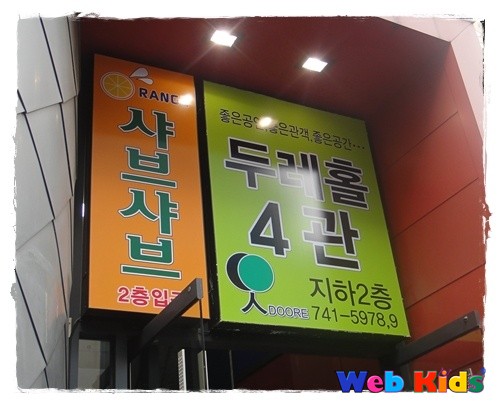 RANC
샤브샤브
2층입
좋은공연,좋은관객,좋은공간...
두레홀
4관
지하2층
DOORE 741-5978,9
Web Kids